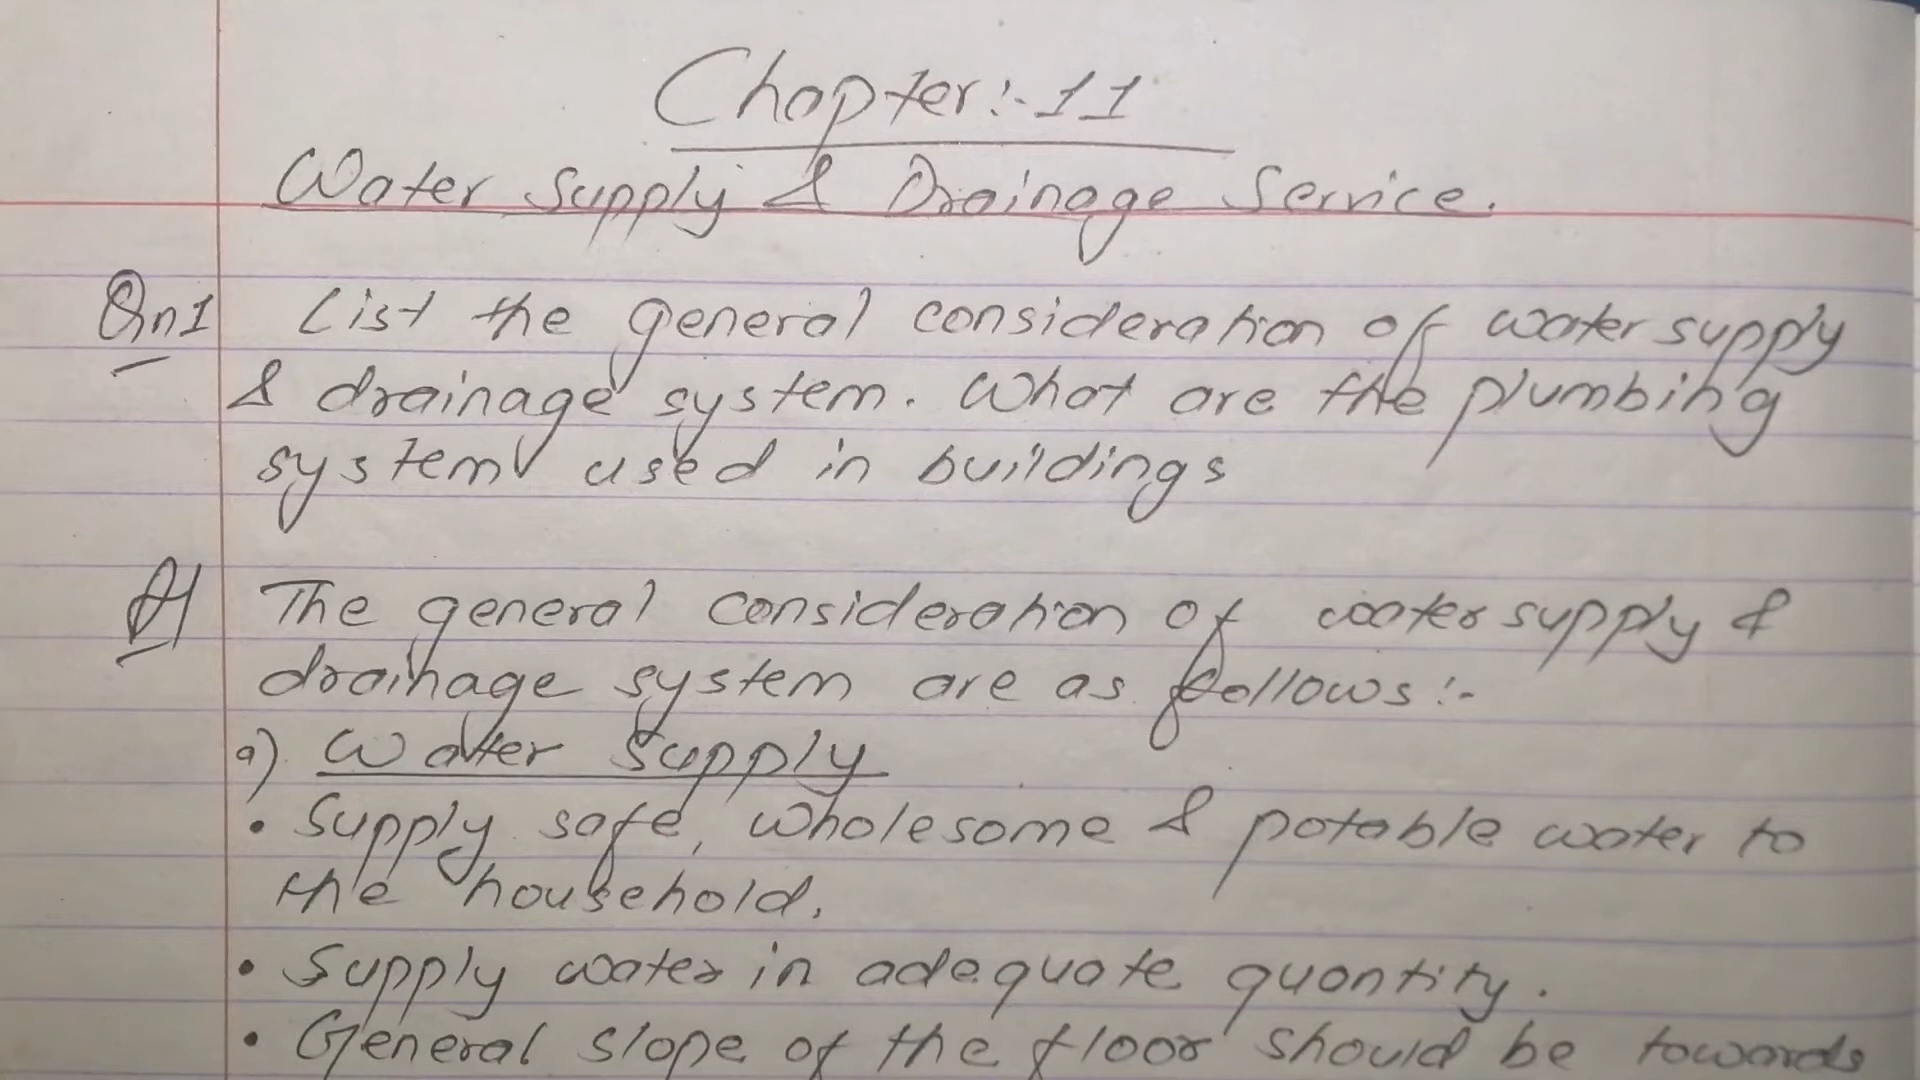 Chapter:-11
Water Supply & Drainage Service.
Qn1 List the general consideration of water supply
& drainage system. What are the plumbing
system used in buildings
A The general consideration of water supply &
drainage system are as follows:-
a) Water Supply
• Supply safe, wholesome & potable water to
the household.
• Supply water in adequate quantity.
• General slope of the floor should be towards